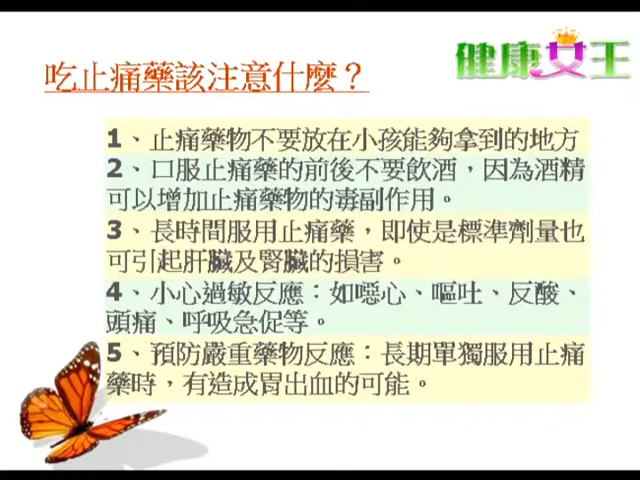 健康女王
吃止痛藥該注意什麼？
1、止痛藥物不要放在小孩能夠拿到的地方
2、口服止痛藥的前後不要飲酒，因為酒精
可以增加止痛藥物的毒副作用。
3、長時間服用止痛藥，即使是標準劑量也
可引起肝臟及腎臟的損害。
4、小心過敏反應：如噁心、嘔吐、反酸、
頭痛、呼吸急促等。
5、預防嚴重藥物反應：長期單獨服用止痛
藥時，有造成胃出血的可能。